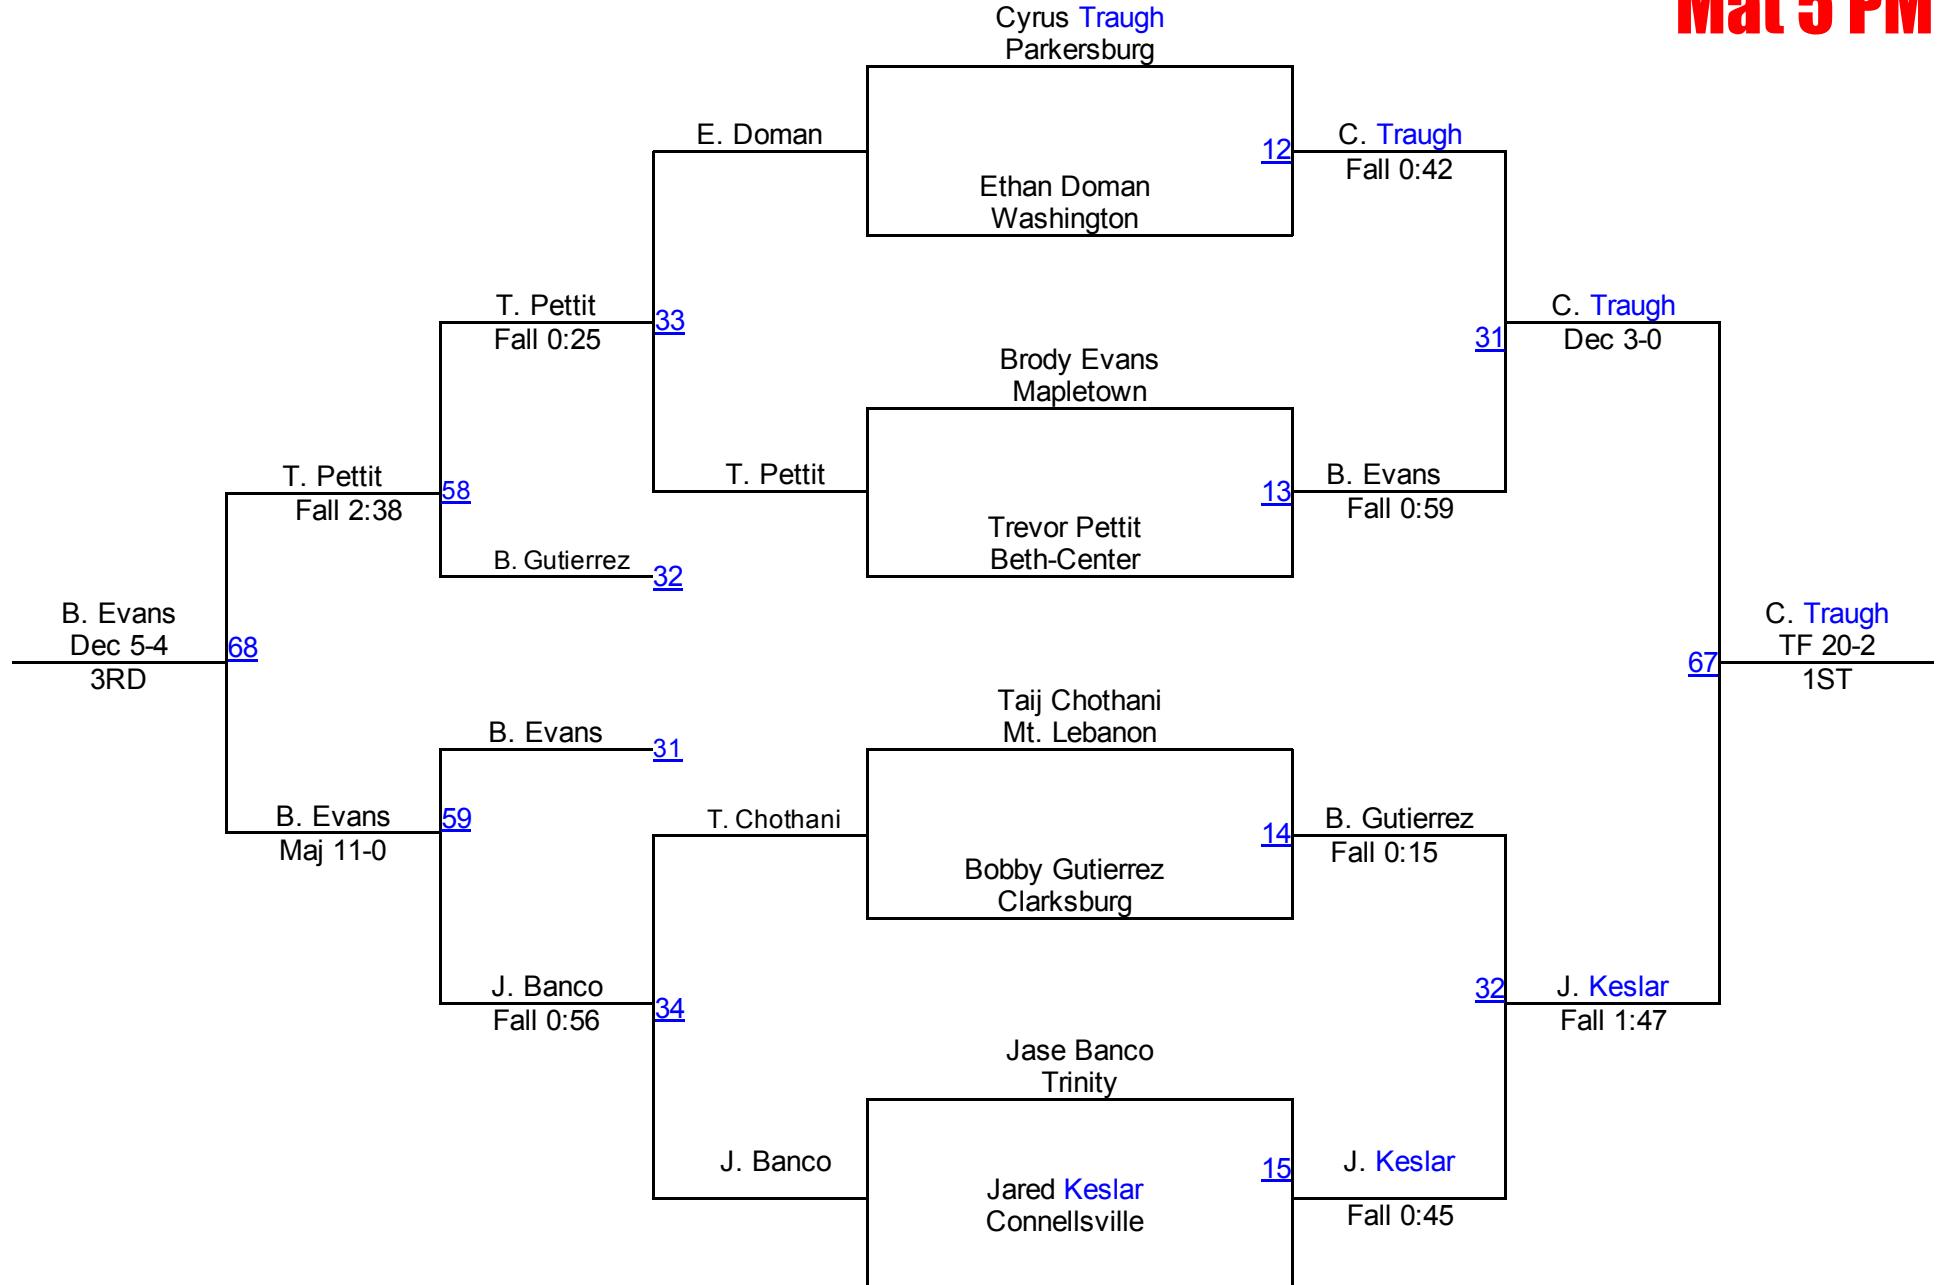 Mat 5 PM
Cyrus Traugh
Parkersburg
E. Doman
12
C. Traugh
Fall 0:42
Ethan Doman
Washington
T. Pettit
Fall 0:25
33
C. Traugh
Dec 3-0
31
Brody Evans
Mapletown
T. Pettit
Fall 2:38
58
T. Pettit
13
B. Evans
Fall 0:59
Trevor Pettit
Beth-Center
B. Gutierrez
32
B. Evans
Dec 5-4
3RD
68
67
C. Traugh
TF 20-2
1ST
Taij Chothani
Mt. Lebanon
B. Evans
31
B. Evans
Maj 11-0
59
T. Chothani
14
B. Gutierrez
Fall 0:15
Bobby Gutierrez
Clarksburg
J. Banco
Fall 0:56
34
32
J. Keslar
Fall 1:47
Jase Banco
Trinity
J. Banco
15
J. Keslar
Fall 0:45
Jared Keslar
Connellsville